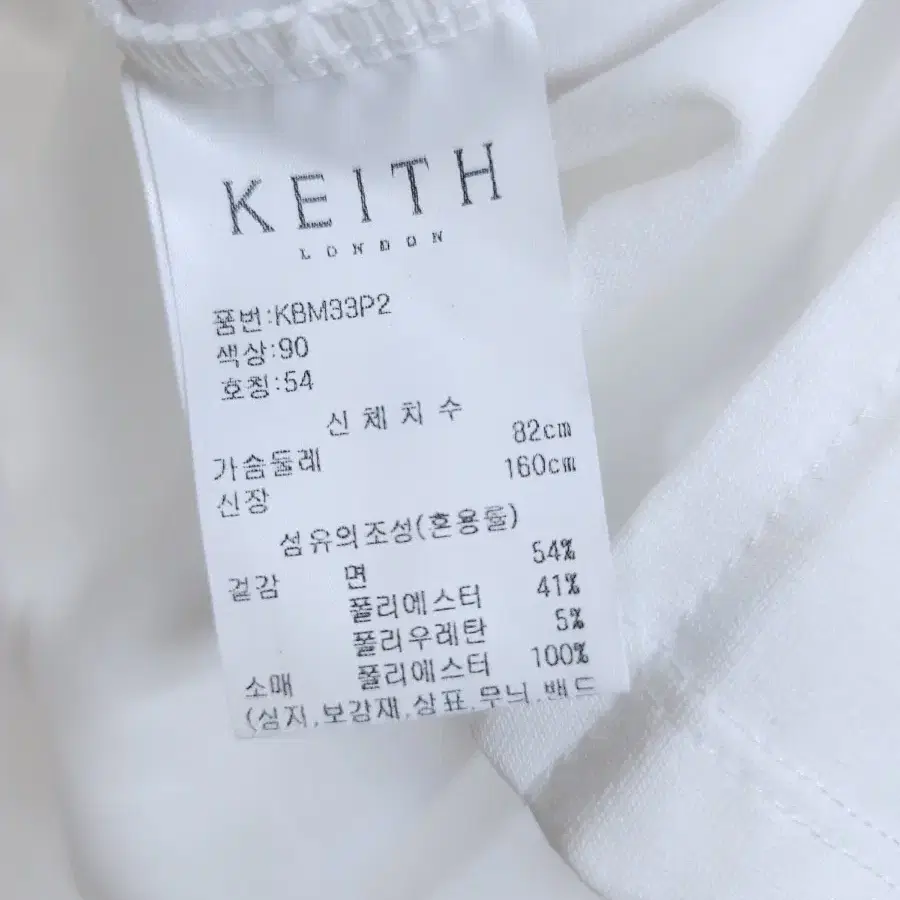 KEITH
LONDON
품번:KBM33P2
색상:90
호칭:54
신체치수
가슴둘레 82cm
신장 160cm
섬유의조성(혼용률)
겉감 면 54%
폴리에스터 41%
폴리우레탄 5%
소매 폴리에스터 100%
(심지,보강재,상표,무늬,밴드